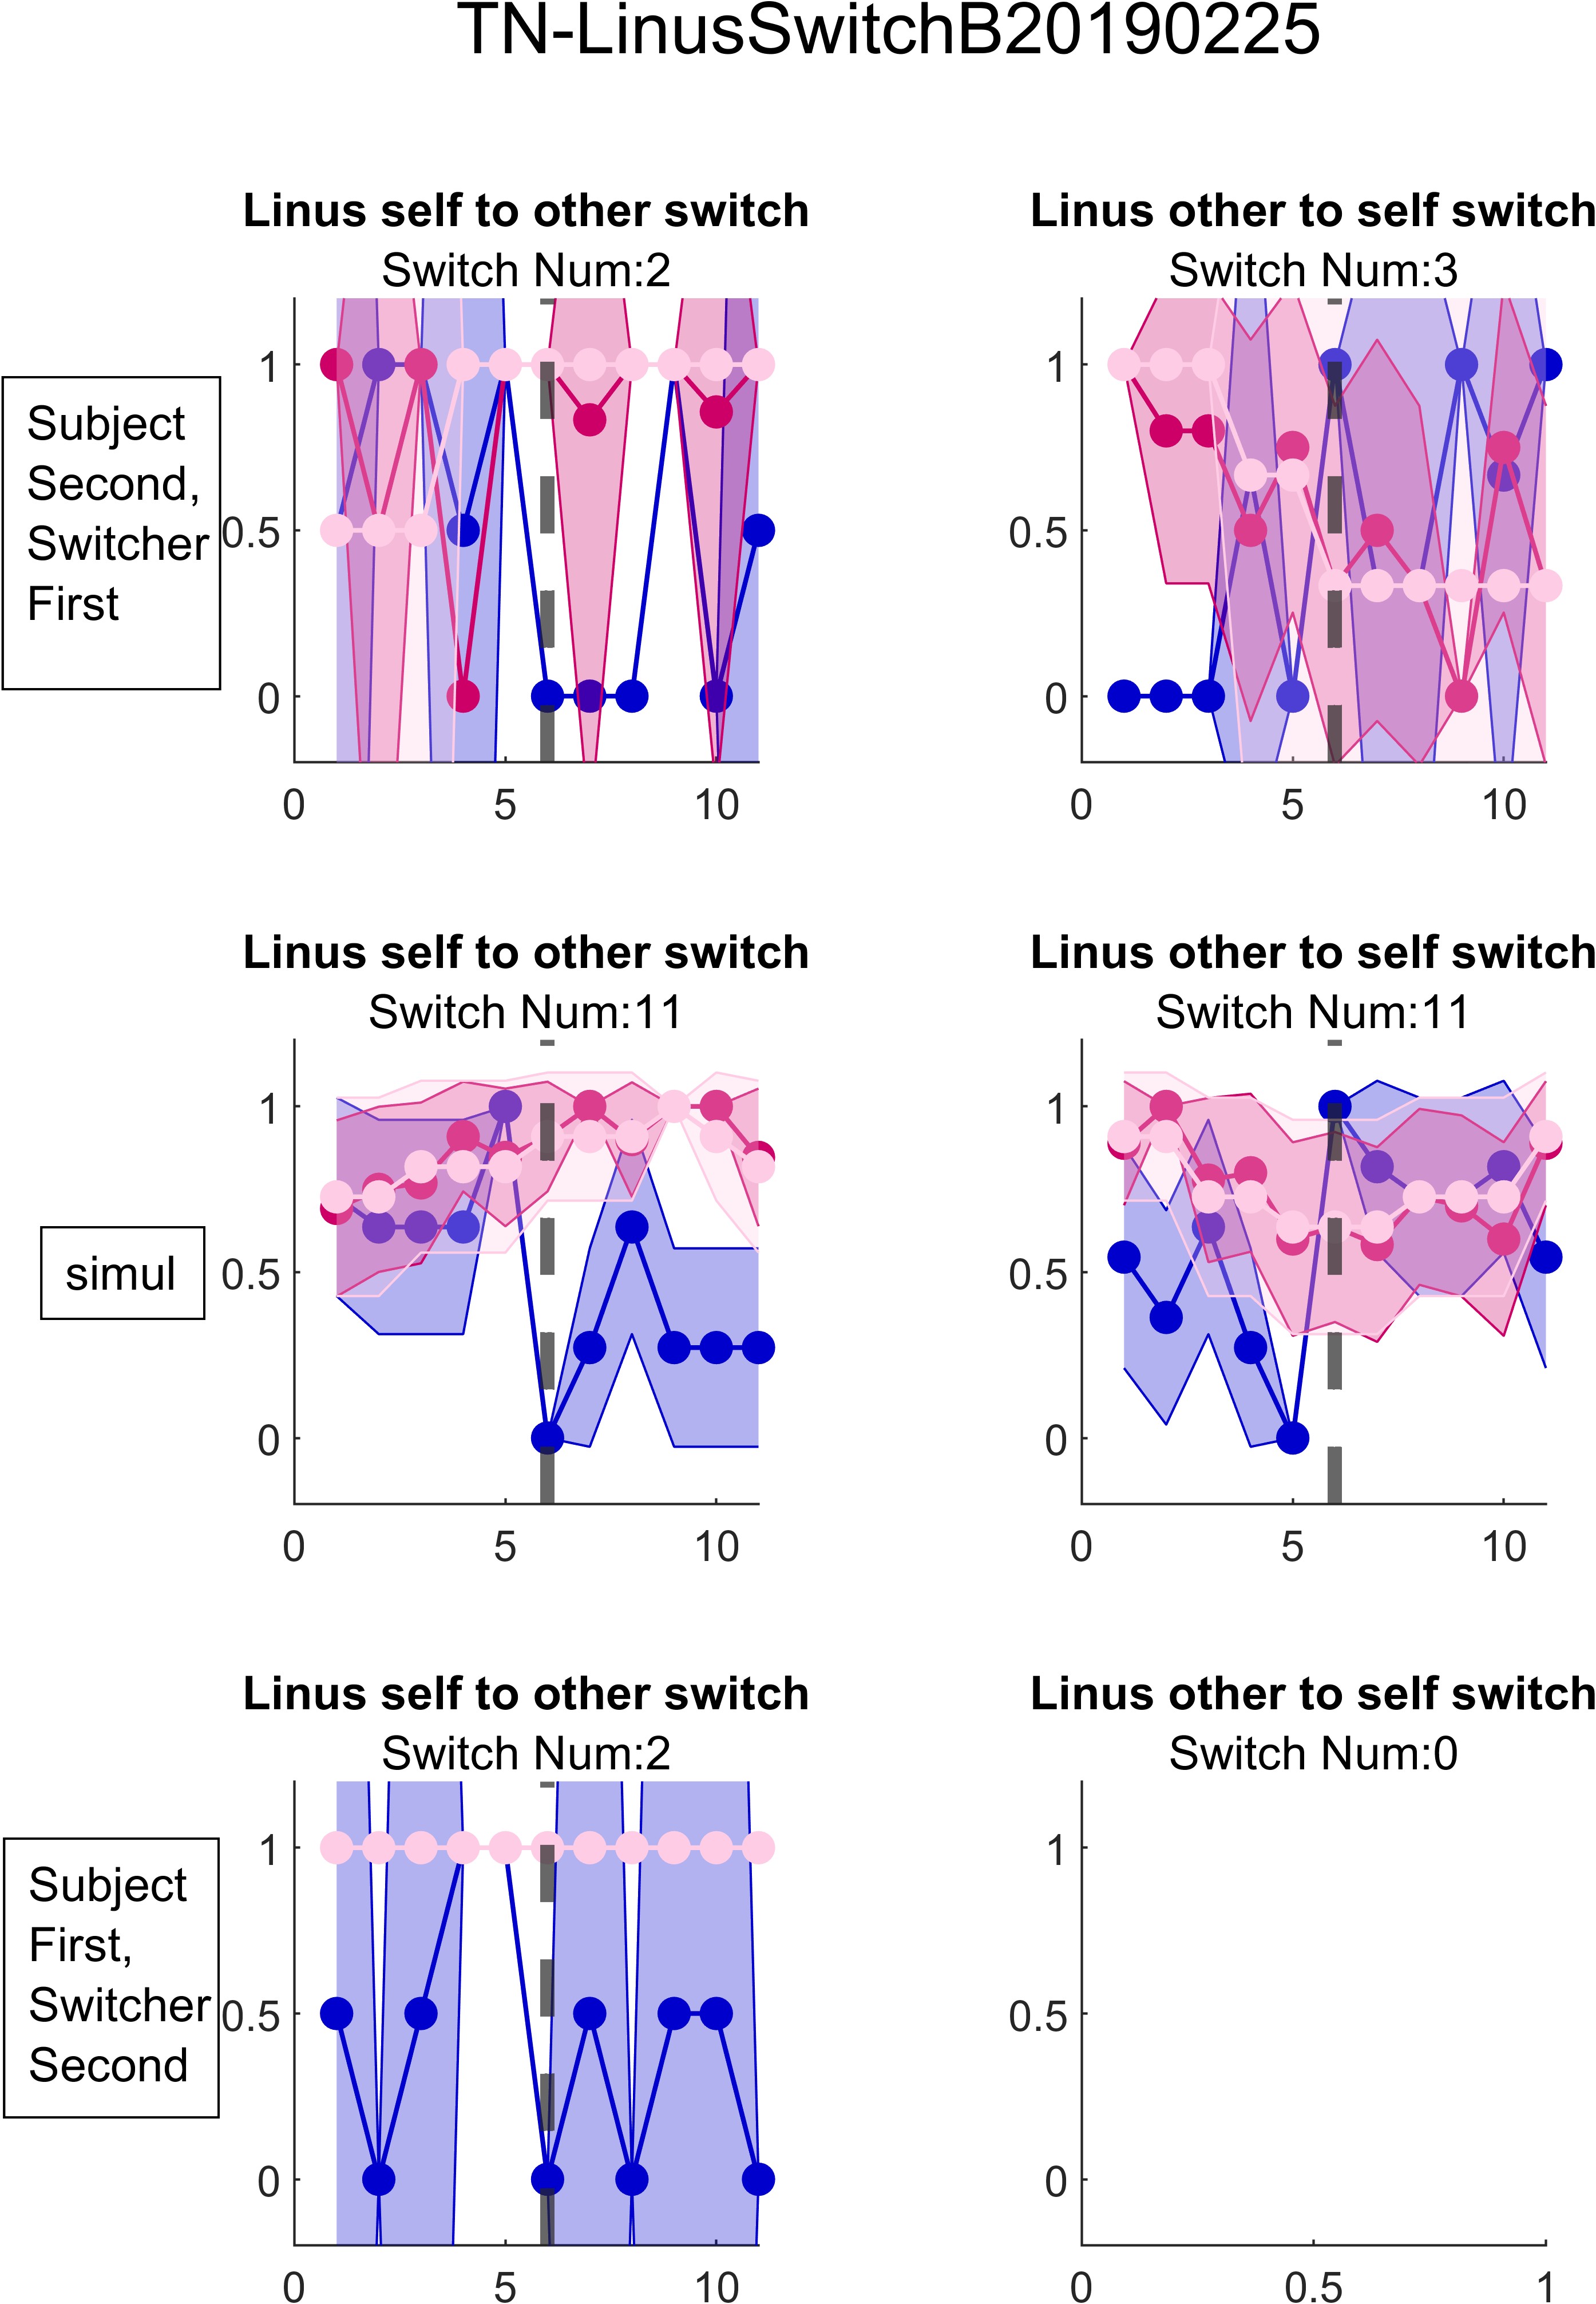 TN-LinusSwitchB20190225
Linus self to other switch
Switch Num:2
Linus other to self switch
Switch Num:3
Subject
Second,
Switcher
First
1
0.5
0
0
5
10
1
0.5
0
0
5
10
Linus self to other switch
Switch Num:11
Linus other to self switch
Switch Num:11
simul
1
0.5
0
0
5
10
1
0.5
0
0
5
10
Linus self to other switch
Switch Num:2
Linus other to self switch
Switch Num:0
Subject
First,
Switcher
Second
1
0.5
0
0
5
10
1
0.5
0
0
0.5
1